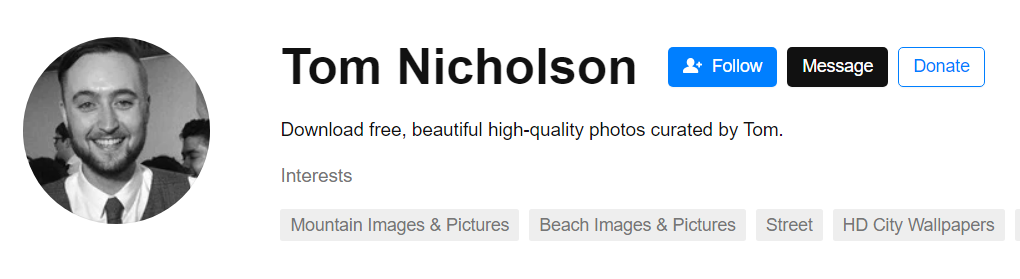 Tom Nicholson Follow Message Donate
Download free, beautiful high-quality photos curated by Tom.
Interests
Mountain Images & Pictures Beach Images & Pictures Street HD City Wallpapers